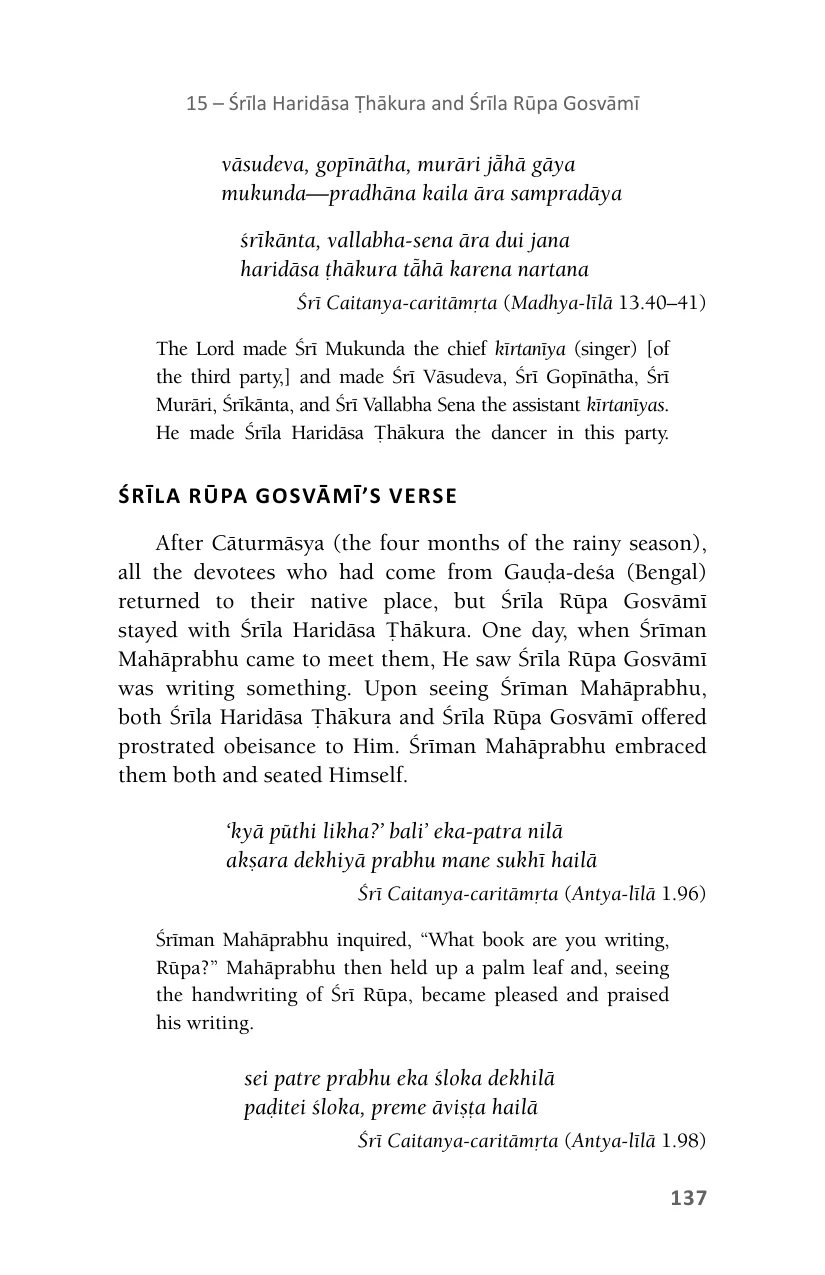 15 – Śrīla Haridāsa Ṭhākura and Śrīla Rūpa Gosvāmī
vāsudeva, gopīnātha, murāri jā̃hā gāya
mukunda—pradhāna kaila āra sampradāya
śrīkānta, vallabha-sena āra dui jana
haridāsa ṭhākura tā̃hā karena nartana
Śrī Caitanya-caritāmṛta (Madhya-līlā 13.40–41)
The Lord made Śrī Mukunda the chief kīrtanīya (singer) [of
the third party,] and made Śrī Vāsudeva, Śrī Gopīnātha, Śrī
Murāri, Śrīkānta, and Śrī Vallabha Sena the assistant kīrtanīyas.
He made Śrīla Haridāsa Ṭhākura the dancer in this party.
ŚRĪLA RŪPA GOSVĀMĪ’S VERSE
After Cāturmāsya (the four months of the rainy season),
all the devotees who had come from Gauḍa-deśa (Bengal)
returned to their native place, but Śrīla Rūpa Gosvāmī
stayed with Śrīla Haridāsa Ṭhākura. One day, when Śrīman
Mahāprabhu came to meet them, He saw Śrīla Rūpa Gosvāmī
was writing something. Upon seeing Śrīman Mahāprabhu,
both Śrīla Haridāsa Ṭhākura and Śrīla Rūpa Gosvāmī offered
prostrated obeisance to Him. Śrīman Mahāprabhu embraced
them both and seated Himself.
‘kyā pũthi likha?’ bali’ eka-patra nilā
akṣara dekhiyā prabhu mane sukhī hailā
Śrī Caitanya-caritāmṛta (Antya-līlā 1.96)
Śrīman Mahāprabhu inquired, “What book are you writing,
Rūpa?” Mahāprabhu then held up a palm leaf and, seeing
the handwriting of Śrī Rūpa, became pleased and praised
his writing.
sei patre prabhu eka śloka dekhilā
paḍitei śloka, preme āviṣṭa hailā
Śrī Caitanya-caritāmṛta (Antya-līlā 1.98)
137